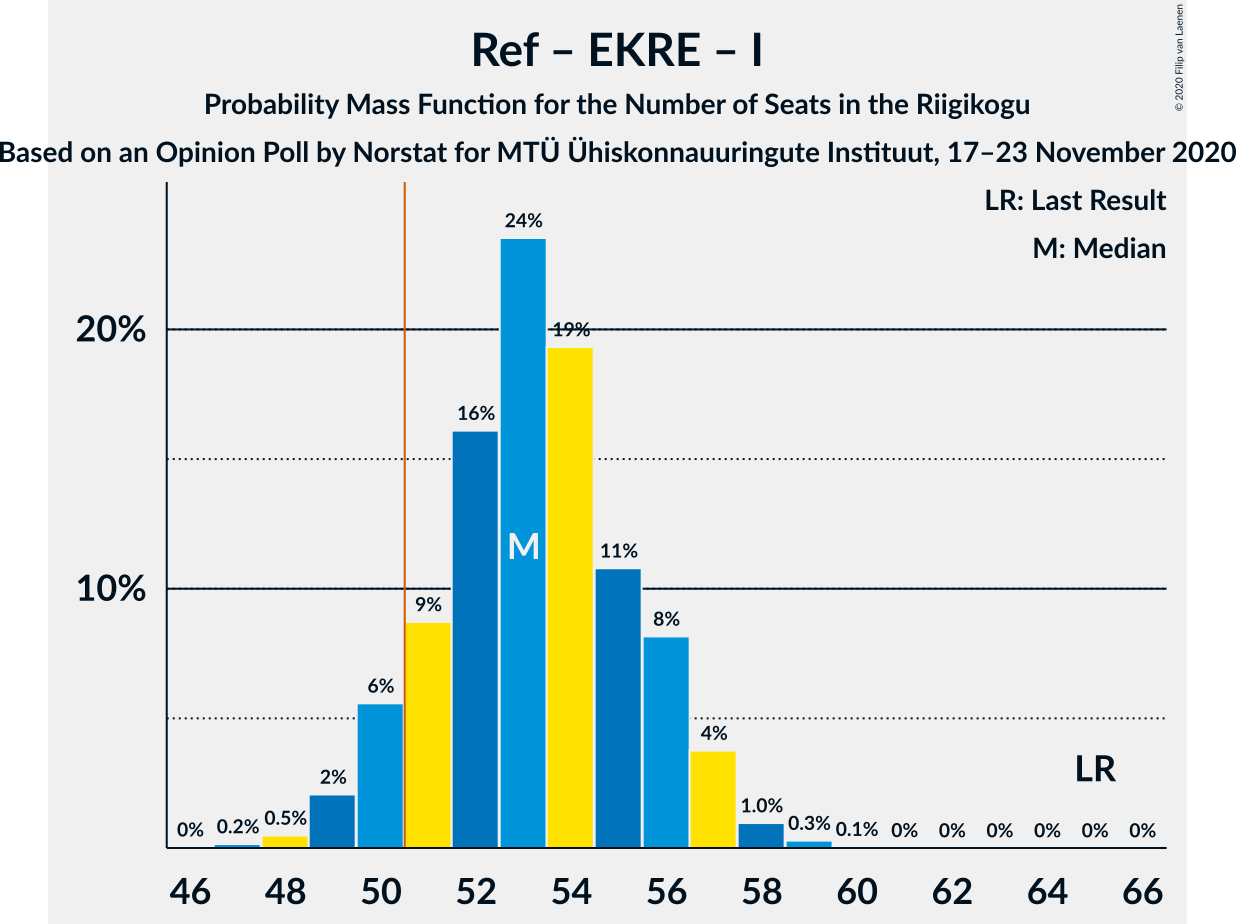 Ref – EKRE – I
Probability Mass Function for the Number of Seats in the Riigikogu
Based on an Opinion Poll by Norstat for MTÜ Ühiskonnauuringute Instituut, 17–23 November 2020
© 2020 Filip van Laenen
LR: Last Result
M: Median
24%
20%
19%
16%
M
11%
10%
9%
8%
6%
4%
LR
2%
0% 0.2% 0.5% 1.0% 0.3% 0.1% 0% 0% 0% 0% 0% 0%
46 48 50 52 54 56 58 60 62 64 66